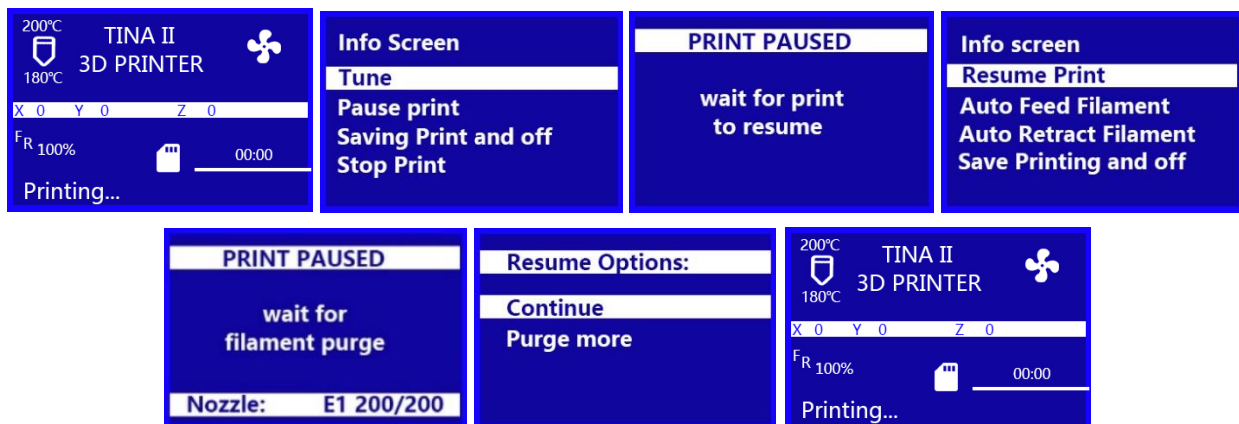 200℃
TINA II
3D PRINTER
180℃
X 0 Y 0 Z 0
FR 100%
00:00
Printing...
Info Screen
Tune
Pause print
Saving Print and off
Stop Print
PRINT PAUSED
wait for print
to resume
Info screen
Resume Print
Auto Feed Filament
Auto Retract Filament
Save Printing and off
PRINT PAUSED
wait for
filament purge
Nozzle: E1 200/200
Resume Options:
Continue
Purge more
200℃
TINA II
3D PRINTER
180℃
X 0 Y 0 Z 0
FR 100%
00:00
Printing...